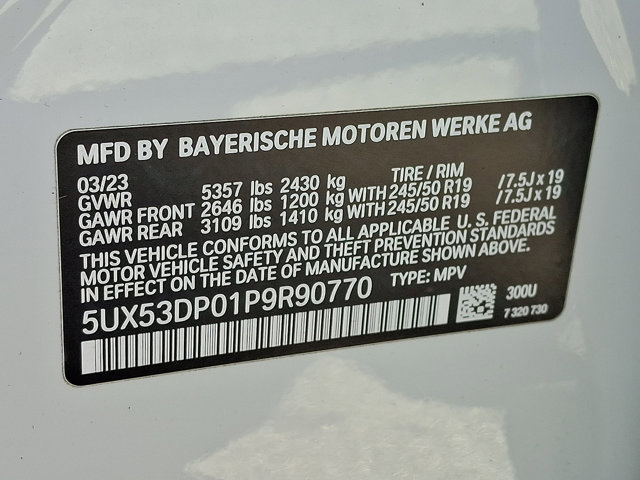 MFD BY BAYERISCHE MOTOREN WERKE AG
03/23 TIRE / RIM
GVWR 5357 lbs 2430 kg
GAWR FRONT 2646 lbs 1200 kg WITH 245/50 R19 / 7.5J x 19
GAWR REAR 3109 lbs 1410 kg WITH 245/50 R19 / 7.5J x 19
THIS VEHICLE CONFORMS TO ALL APPLICABLE U. S. FEDERAL
MOTOR VEHICLE SAFETY AND THEFT PREVENTION STANDARDS
IN EFFECT ON THE DATE OF MANUFACTURE SHOWN ABOVE.
5UX53DP01P9R90770 TYPE: MPV
300U
7 320 730